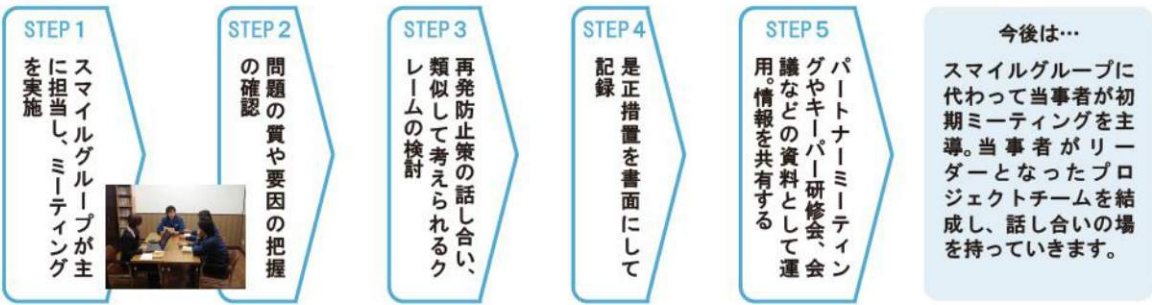 STEP 1
スマイルグループが主
に担当し、ミーティング
を実施
STEP 2
問題の質や要因の把握
の確認
STEP 3
再発防止策の話し合い、
類似して考えられるク
レームの検討
STEP 4
是正措置を書面にして
記録
STEP 5
パートナーミーティン
グやキーパー研修会、会
議などの資料として運
用。情報を共有する
今後は…
スマイルグループに
代わって当事者が初
期ミーティングを主
導。当事者がリー
ダーとなったプロ
ジェクトチームを結
成し、話し合いの場
を持っていきます。